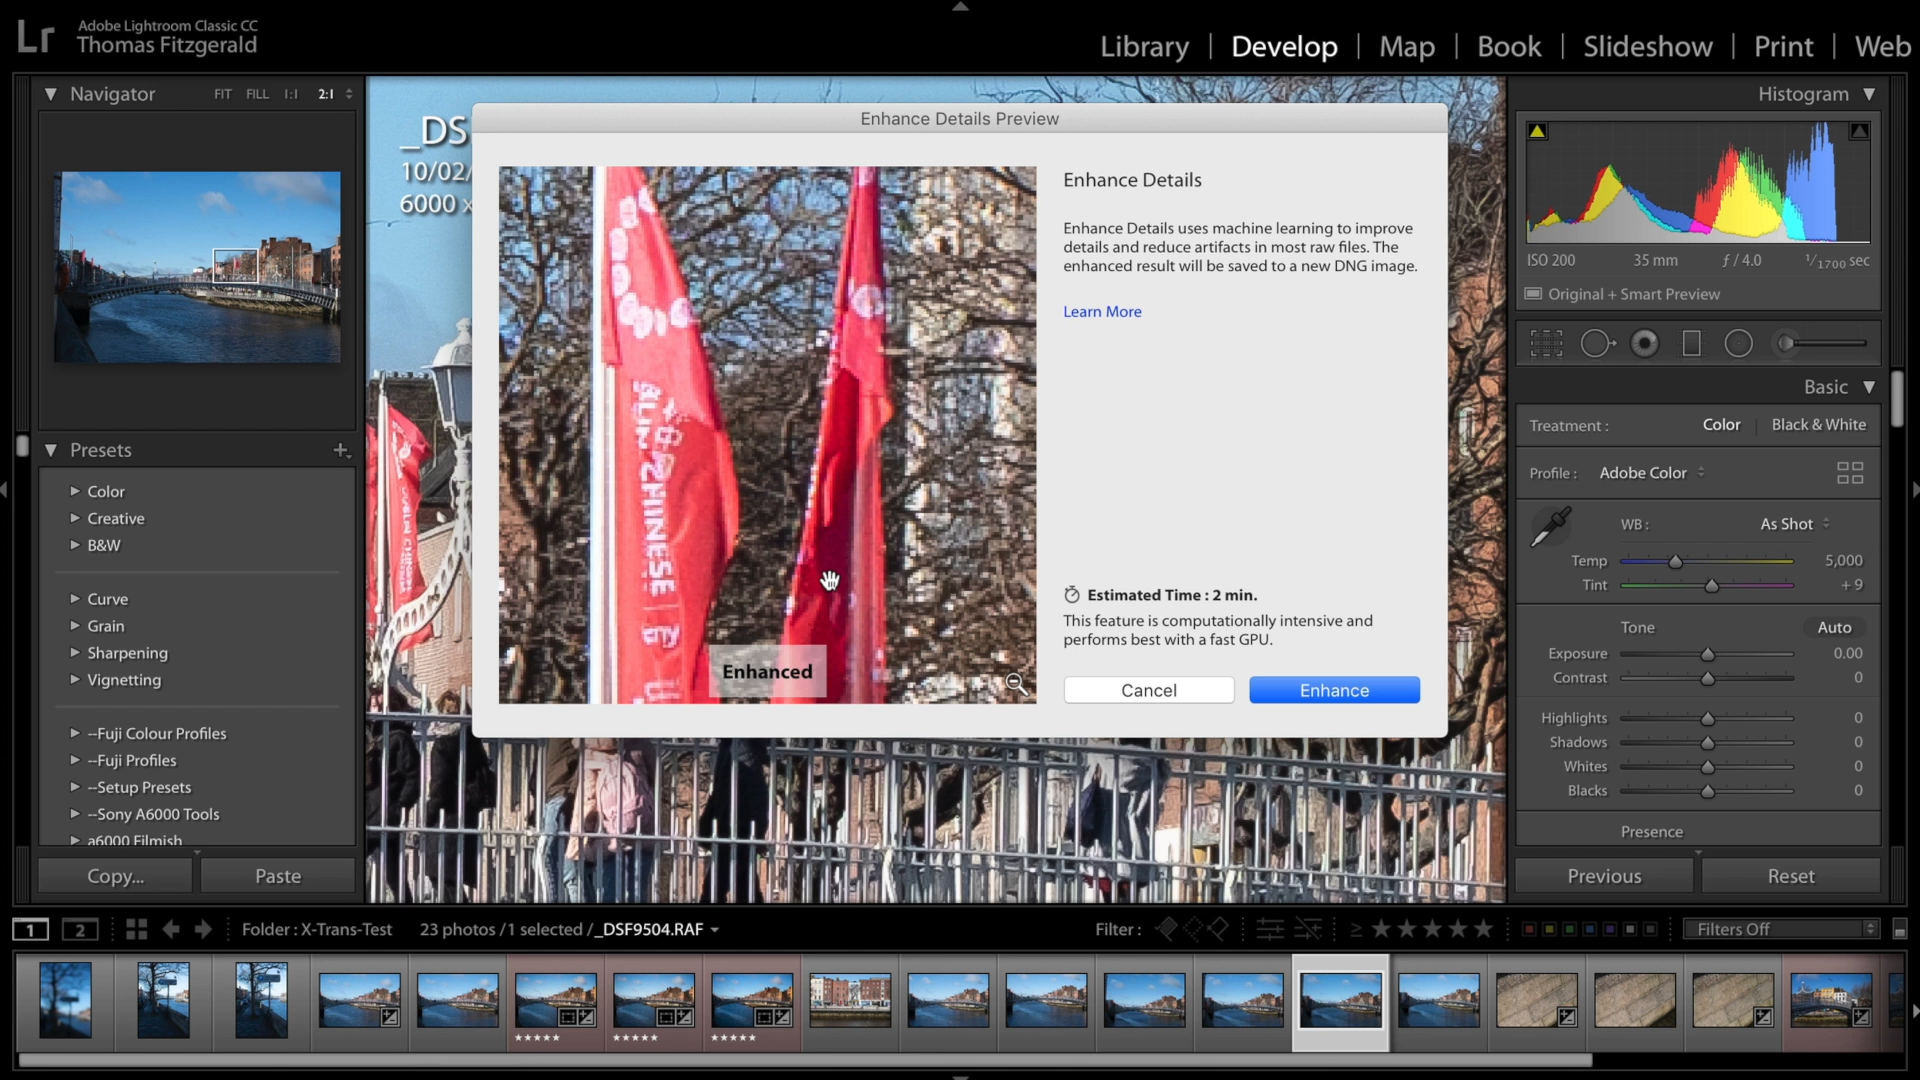 Lr
Adobe Lightroom Classic CC
Thomas Fitzgerald
Library | Develop | Map | Book | Slideshow | Print | Web
Navigator FIT FILL 1:1 2:1
Histogram
_DS
10/02/
6000 x
Enhance Details Preview
Enhance Details
Enhance Details uses machine learning to improve
details and reduce artifacts in most raw files. The
enhanced result will be saved to a new DNG image.
Learn More
CHINESE
Enhanced
Estimated Time : 2 min.
This feature is computationally intensive and
performs best with a fast GPU.
Cancel
Enhance
ISO 200 35 mm ƒ / 4.0 1/1700 sec
Original + Smart Preview
Basic
Treatment : Color | Black & White
Profile : Adobe Color
WB : As Shot
Temp 5,000
Tint + 9
Tone Auto
Exposure 0.00
Contrast 0
Highlights 0
Shadows 0
Whites 0
Blacks 0
Presence
Previous Reset
Presets
Color
Creative
B&W
Curve
Grain
Sharpening
Vignetting
--Fuji Colour Profiles
--Fuji Profiles
--Setup Presets
--Sony A6000 Tools
a6000 Filmish
Copy... Paste
1 2 Folder : X-Trans-Test 23 photos /1 selected /_DSF9504.RAF Filter : ≥ ★★★★★ Filters Off